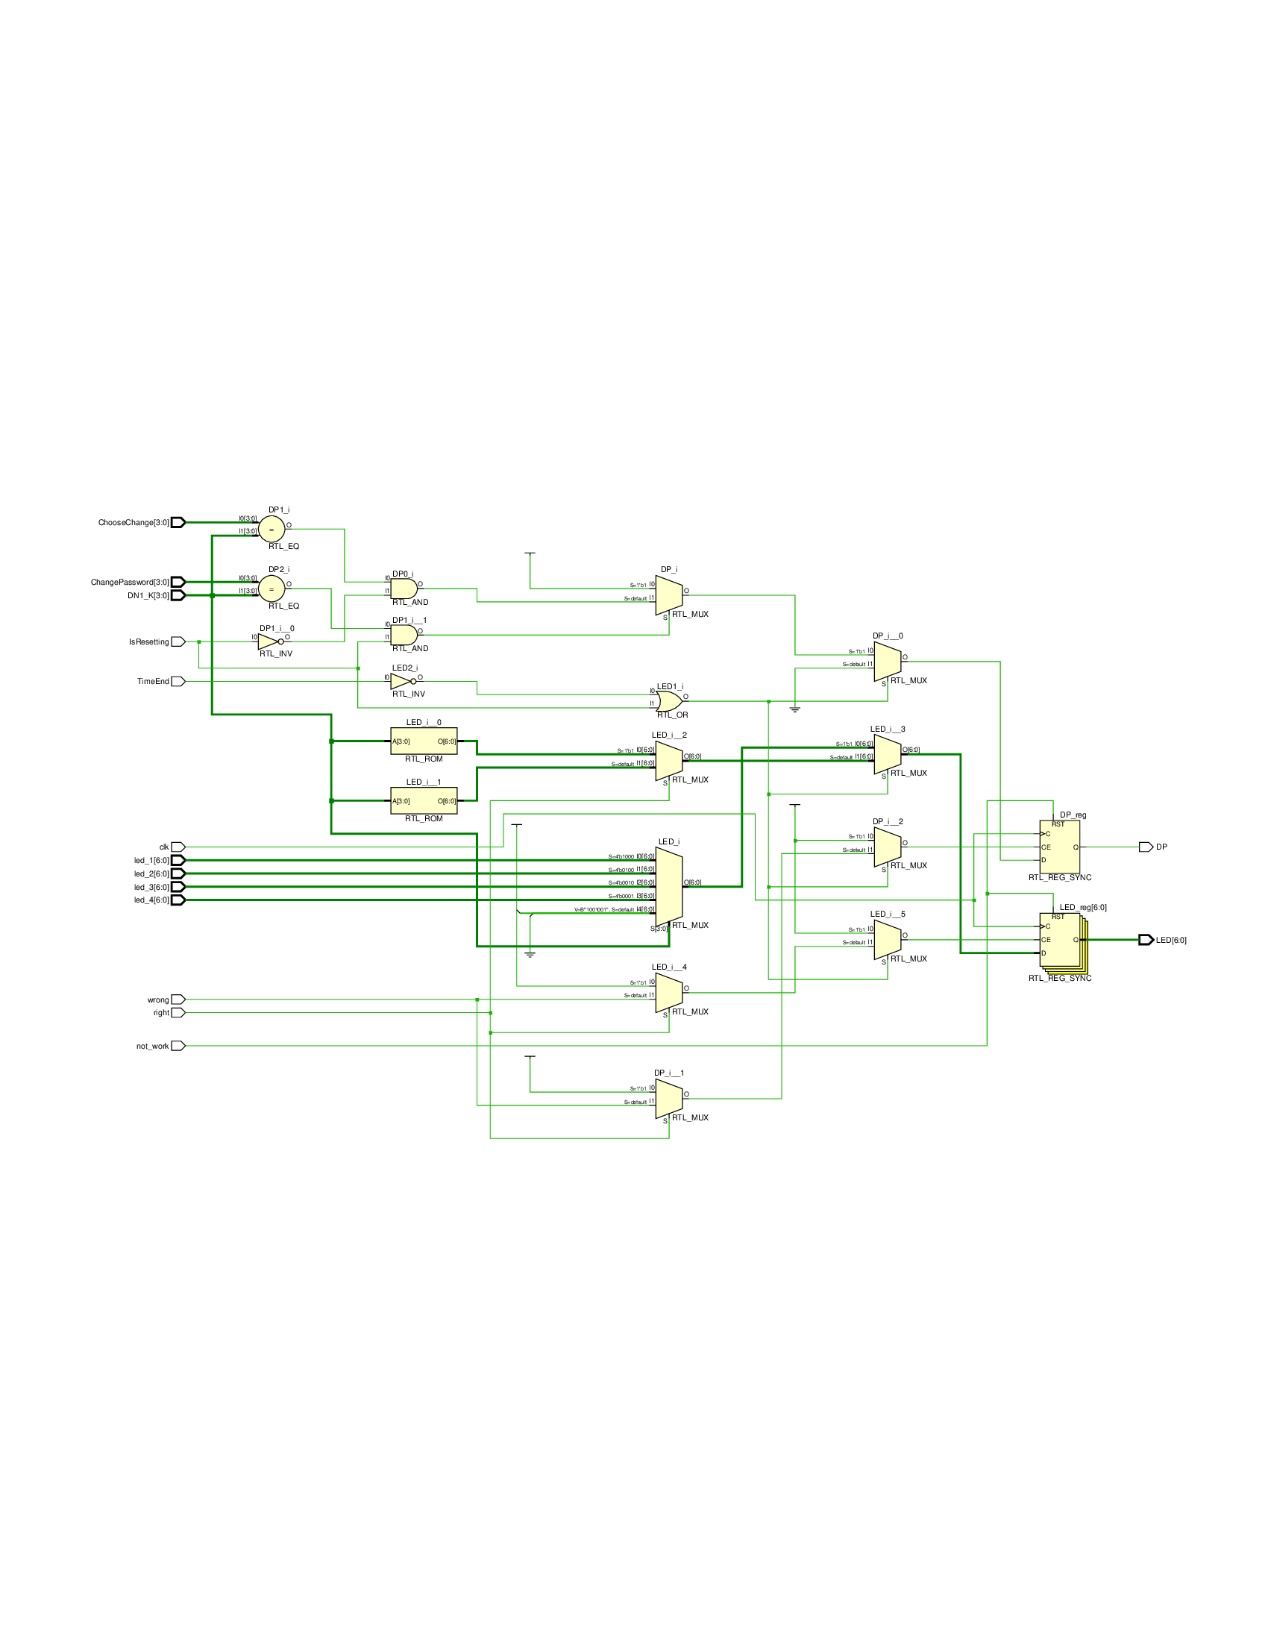 DP1_i
ChooseChange[3:0]
I0[3:0]
I1[3:0]
O
=
RTL_EQ
DP2_i
ChangePassword[3:0]
DN1_K[3:0]
I0[3:0]
I1[3:0]
O
=
RTL_EQ
DP0_i
I0
I1
O
RTL_AND
DP_i
S=1'b1 I0
S=default I1
O
S
RTL_MUX
DP1_i__0
IsResetting
I0
O
RTL_INV
DP1_i__1
I0
I1
O
RTL_AND
DP_i__0
S=1'b1 I0
S=default I1
O
S
RTL_MUX
LED2_i
TimeEnd
I0
O
RTL_INV
LED1_i
I0
I1
O
RTL_OR
LED_i__0
A[3:0]
O[6:0]
RTL_ROM
LED_i__2
S=1'b1 I0[6:0]
S=default I1[6:0]
O[6:0]
S
RTL_MUX
LED_i__3
S=1'b1 I0[6:0]
S=default I1[6:0]
O[6:0]
S
RTL_MUX
LED_i__1
A[3:0]
O[6:0]
RTL_ROM
DP_i__2
S=1'b1 I0
S=default I1
O
S
RTL_MUX
DP_reg
RST
C
CE
D
Q
RTL_REG_SYNC
DP
clk
led_1[6:0]
led_2[6:0]
led_3[6:0]
led_4[6:0]
LED_i
S=4'b1000 I0[6:0]
S=4'b0100 I1[6:0]
S=4'b0010 I2[6:0]
S=4'b0001 I3[6:0]
S=default I4[6:0]
O[6:0]
S[3:0]
RTL_MUX
LED_i__5
S=1'b1 I0
S=default I1
O
S
RTL_MUX
LED_reg[6:0]
RST
C
CE
D
Q
RTL_REG_SYNC
LED[6:0]
LED_i__4
S=1'b1 I0
S=default I1
O
S
RTL_MUX
wrong
right
not_work
DP_i__1
S=1'b1 I0
S=default I1
O
S
RTL_MUX